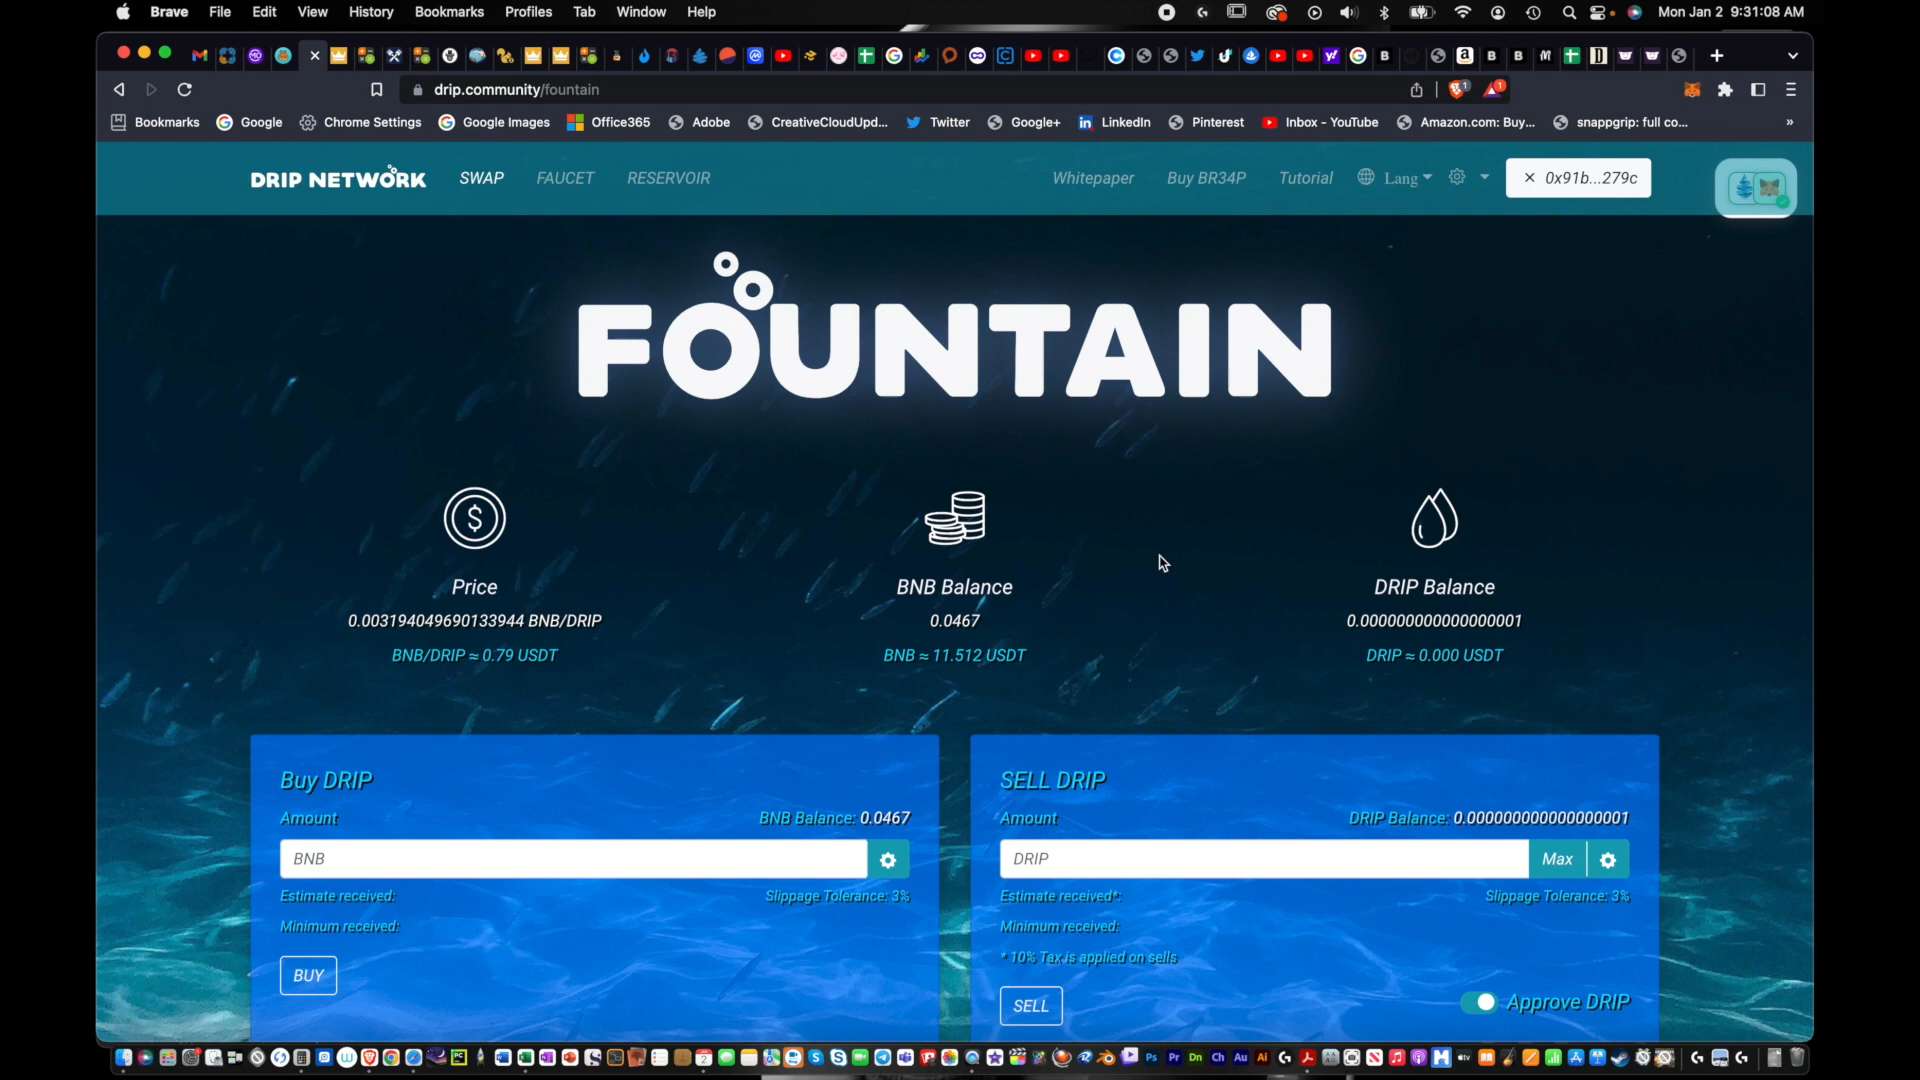 Brave File Edit View History Bookmarks Profiles Tab Window Help Mon Jan 2 9:31:08 AM
drip.community/fountain
Bookmarks Google Chrome Settings Google Images Office365 Adobe CreativeCloudUpd... Twitter Google+ LinkedIn Pinterest Inbox - YouTube Amazon.com: Buy... snappgrip: full co... »
DRIP NETWORK SWAP FAUCET RESERVOIR Whitepaper Buy BR34P Tutorial Lang × 0x91b...279c
FOUNTAIN
Price BNB Balance DRIP Balance
0.003194049690133944 BNB/DRIP 0.0467 0.000000000000000001
BNB/DRIP ≈ 0.79 USDT BNB ≈ 11.512 USDT DRIP ≈ 0.000 USDT
Buy DRIP
Amount BNB Balance: 0.0467
BNB
Estimate received: Slippage Tolerance: 3%
Minimum received:
BUY
SELL DRIP
Amount DRIP Balance: 0.000000000000000001
DRIP Max
Estimate received*: Slippage Tolerance: 3%
Minimum received:
* 10% Tax is applied on sells
SELL Approve DRIP